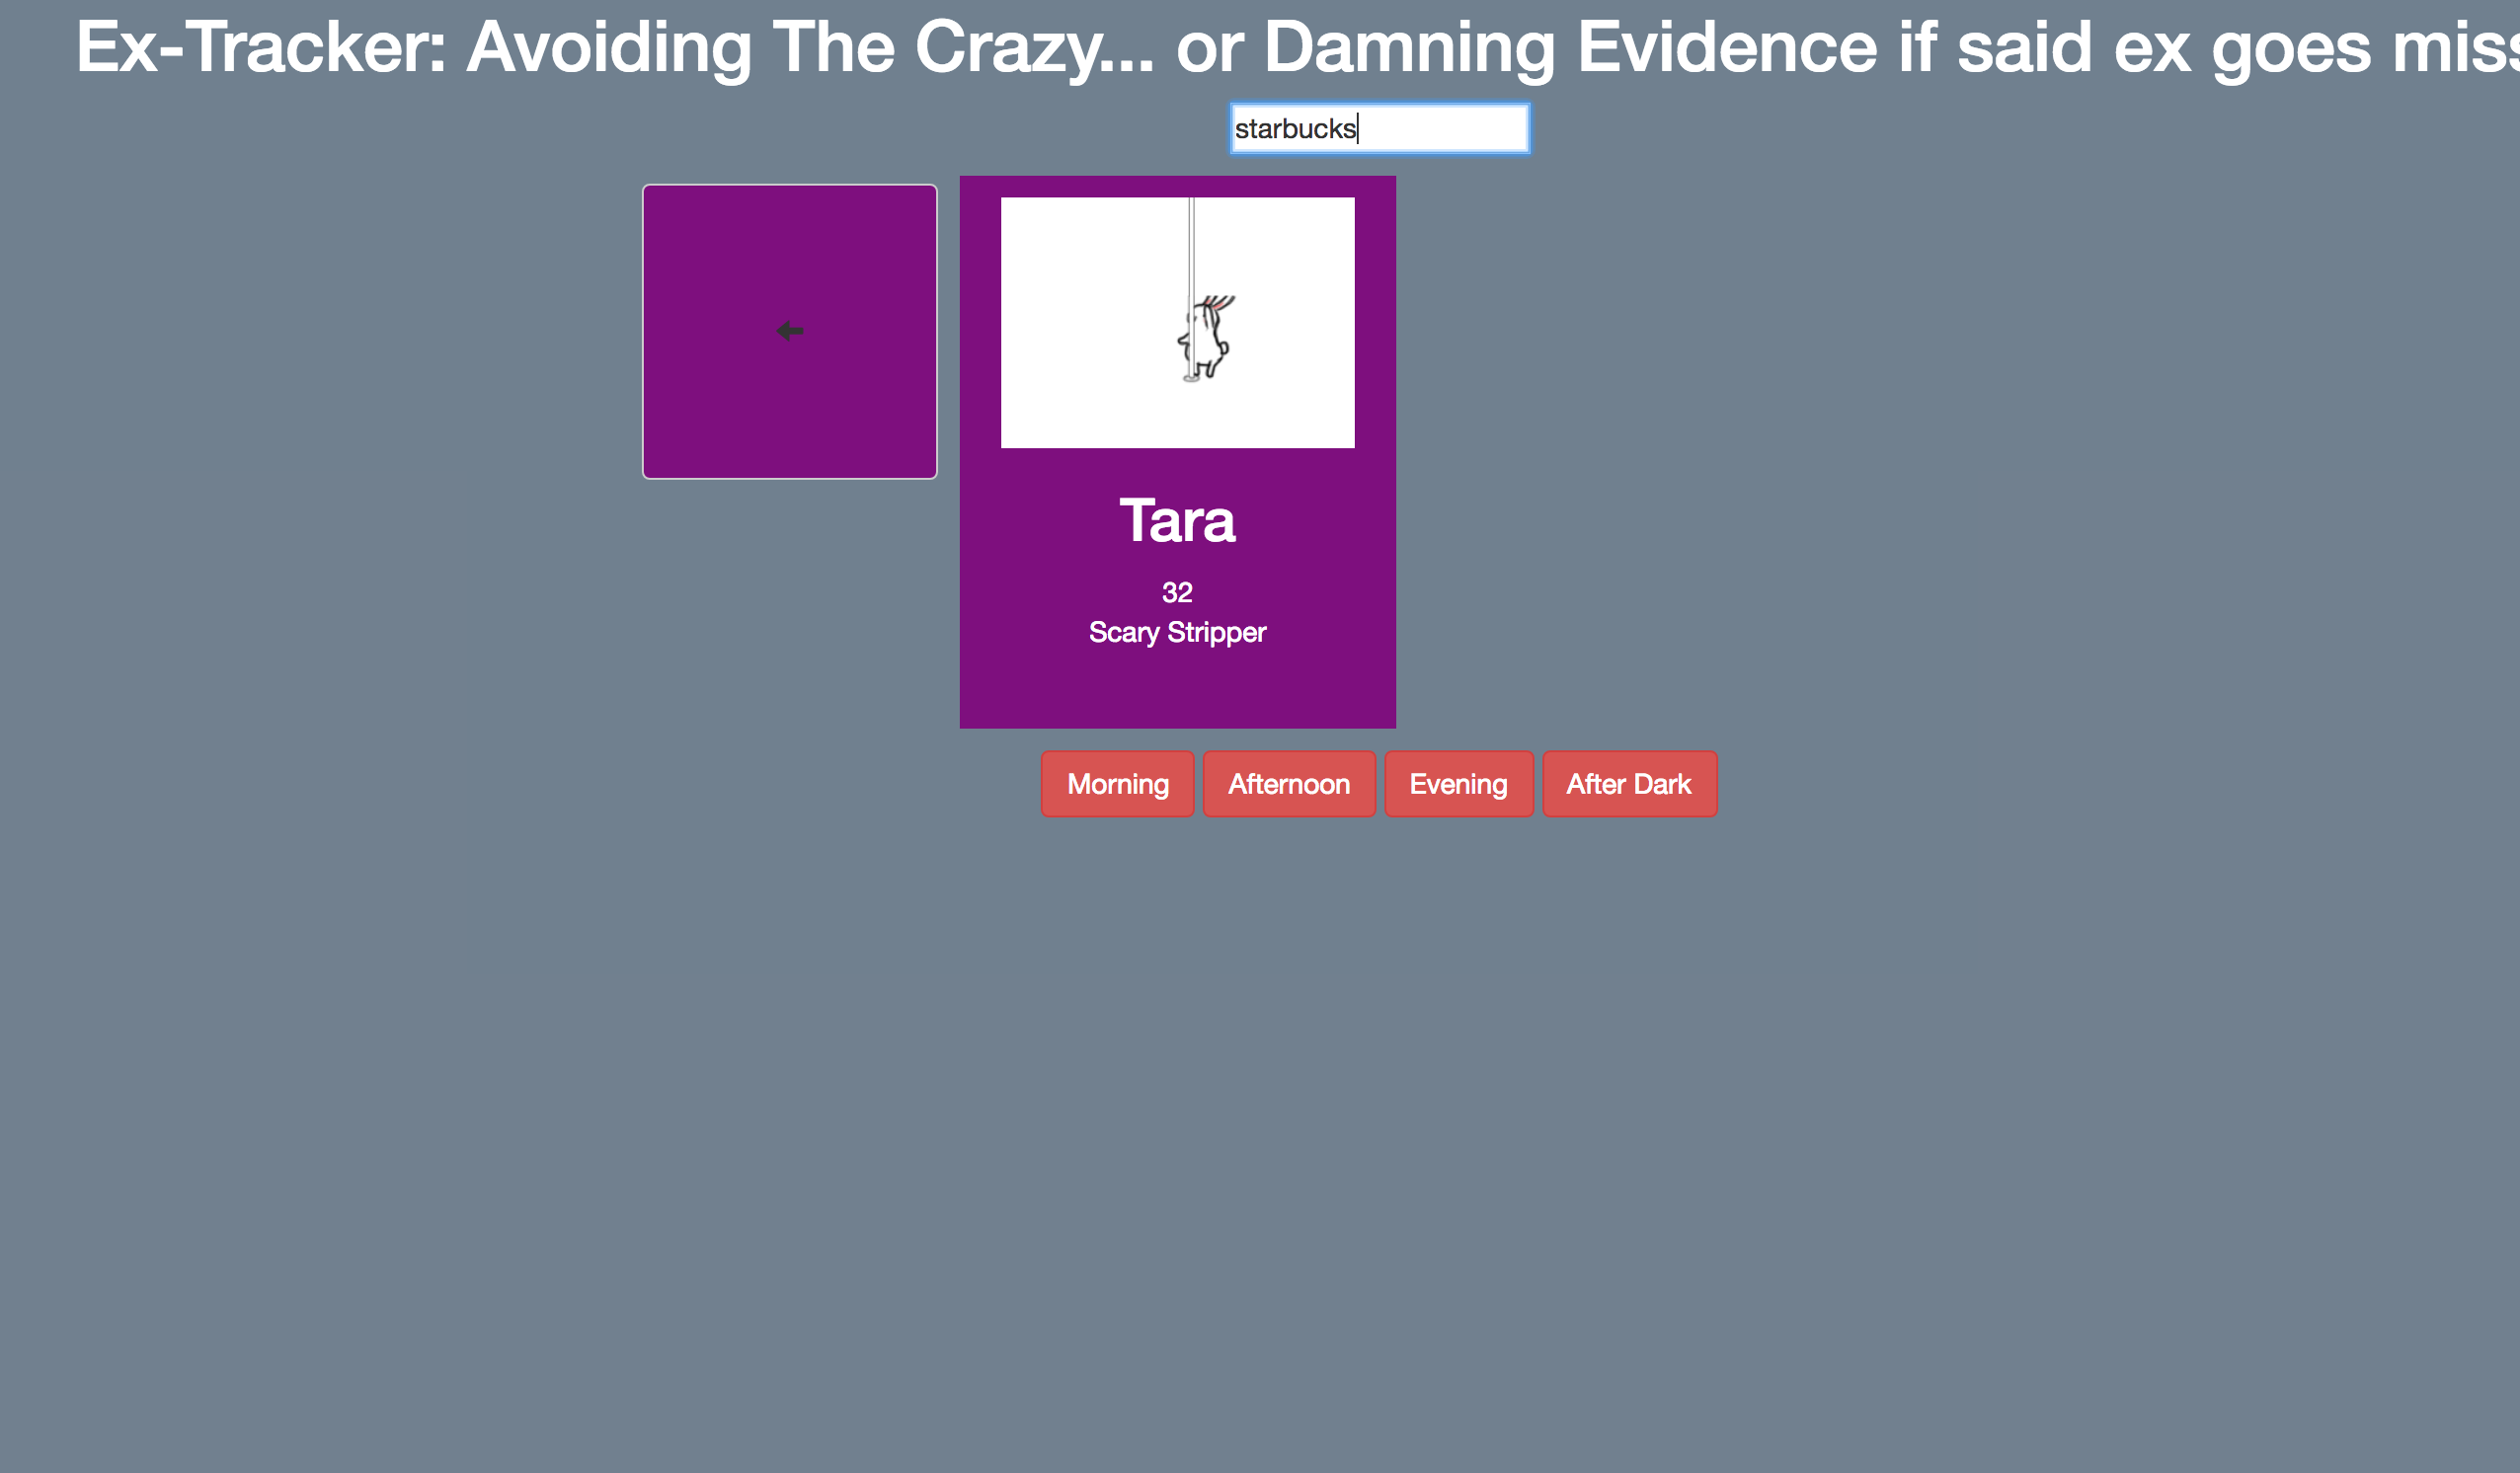 Ex-Tracker: Avoiding The Crazy... or Damning Evidence if said ex goes miss
starbucks
Tara
32
Scary Stripper
Morning Afternoon Evening After Dark